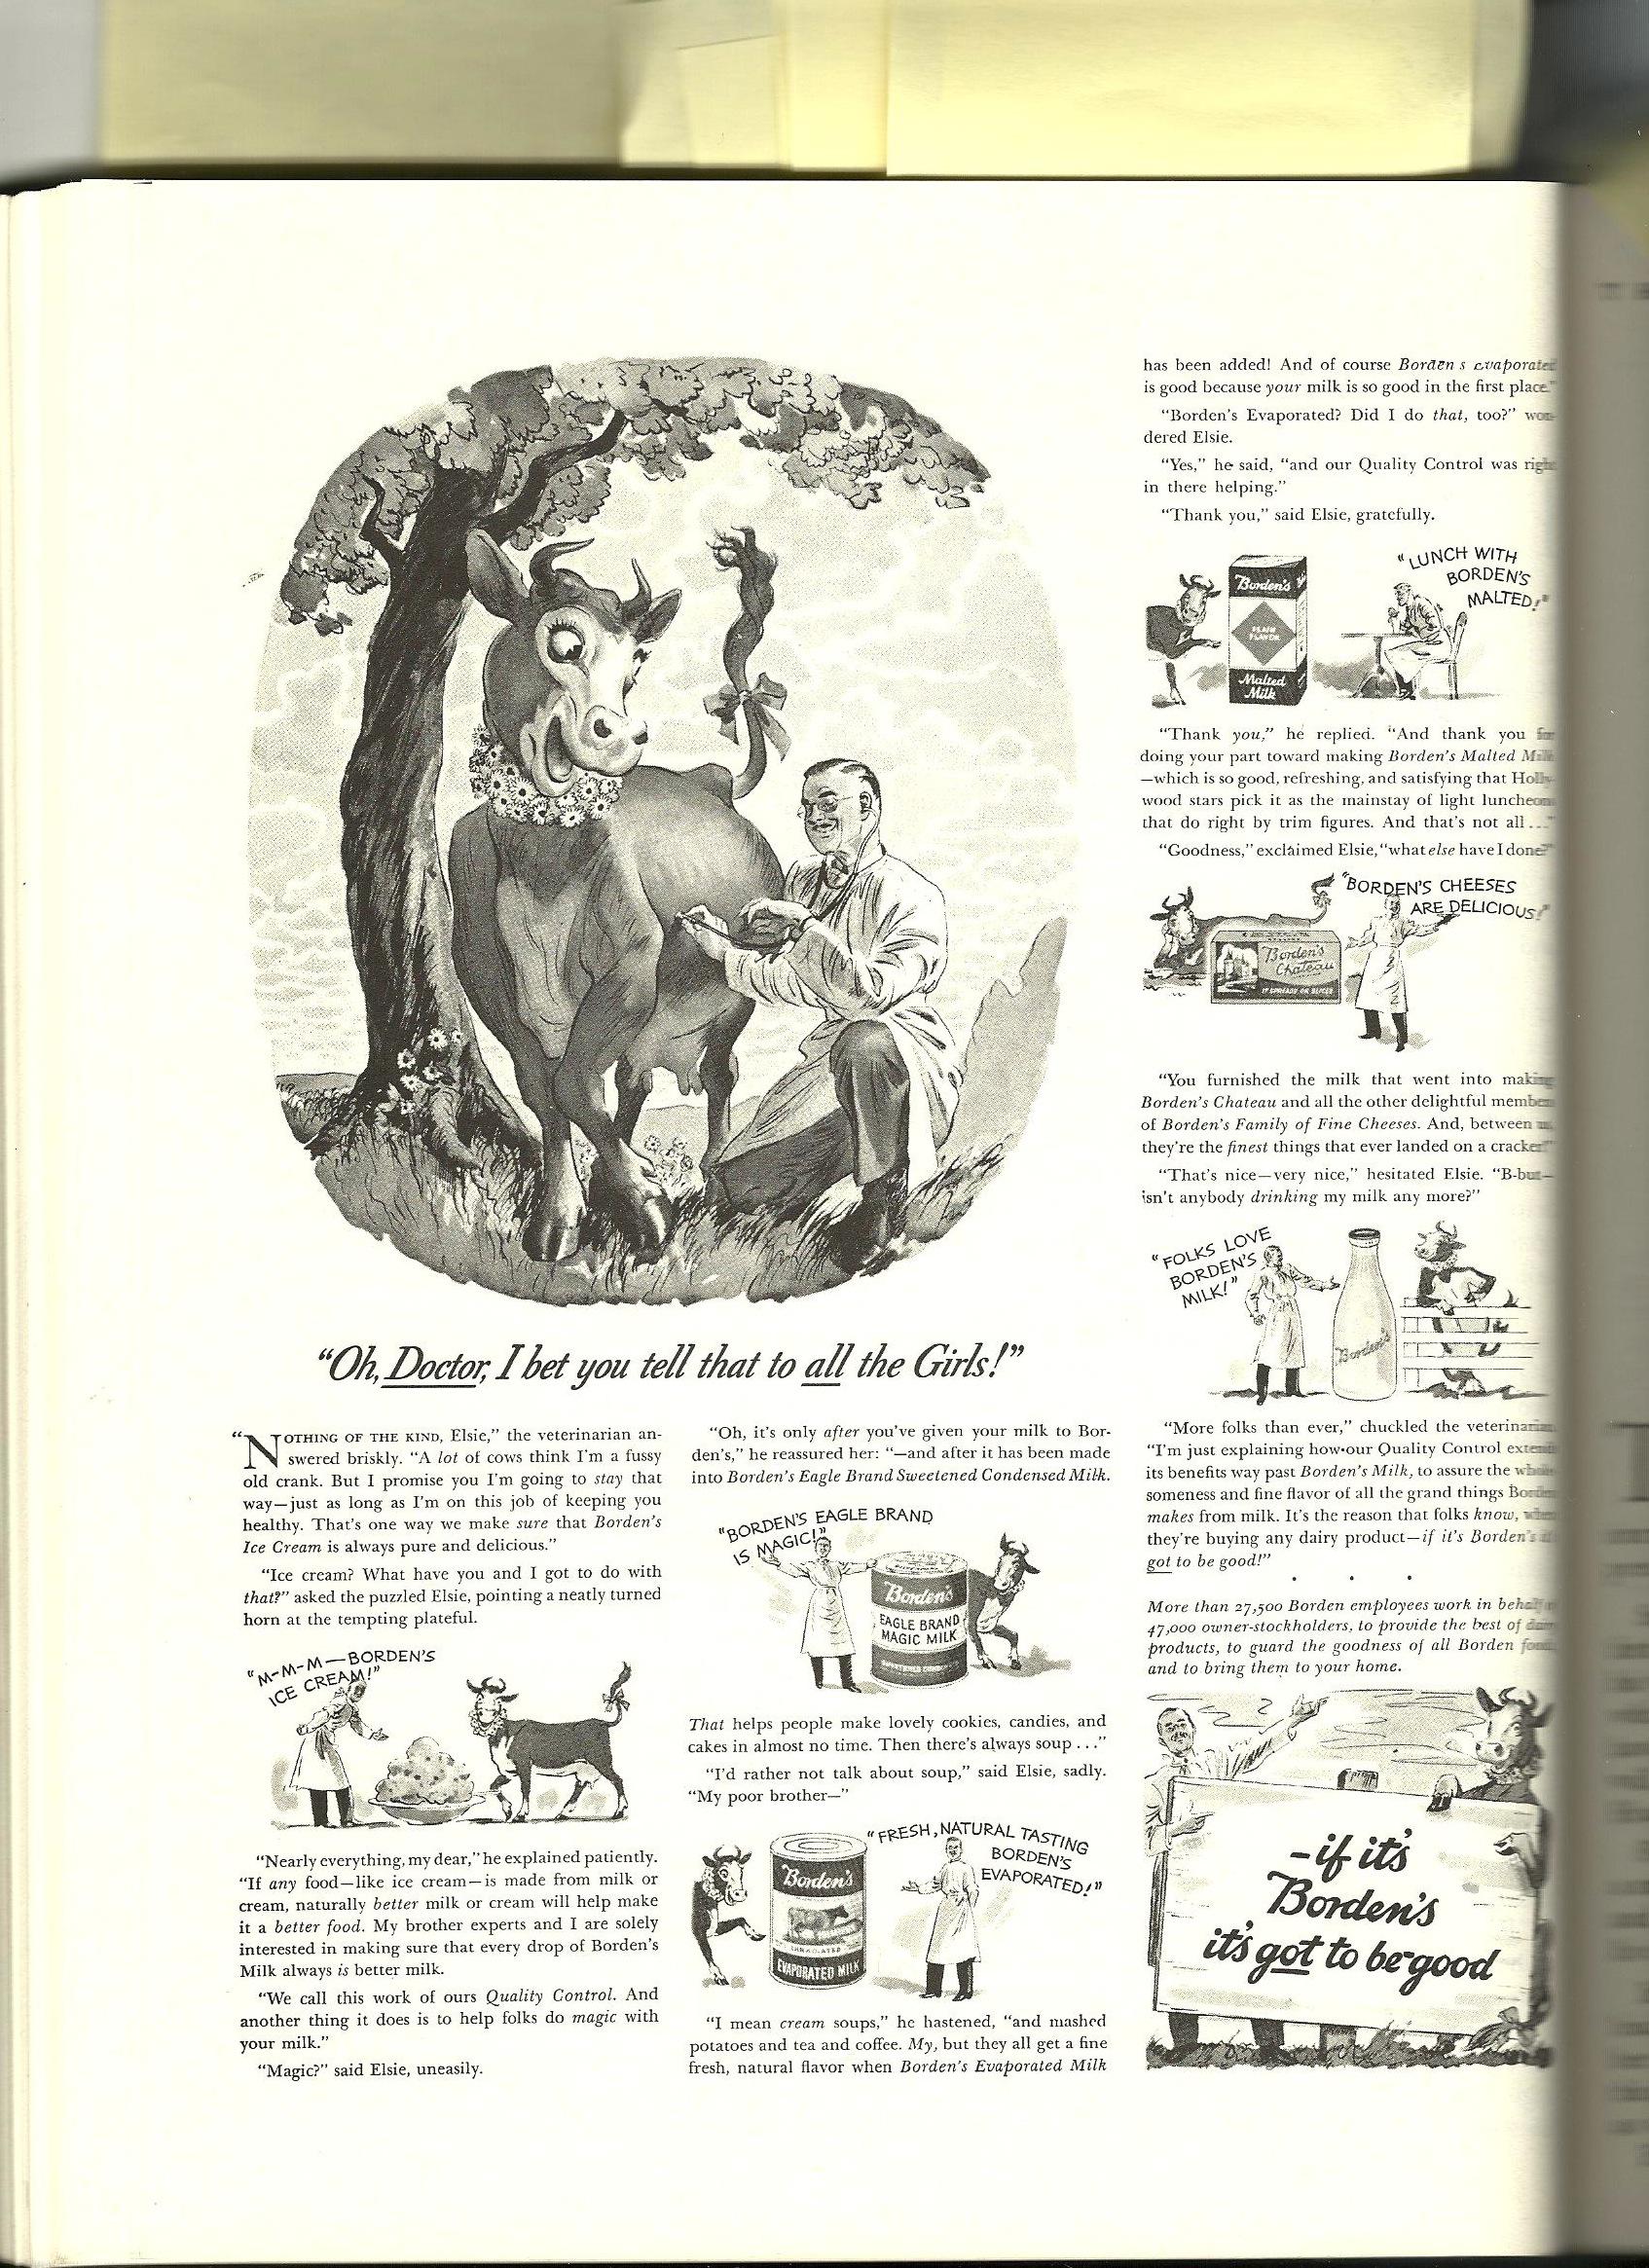 "Oh, Doctor, I bet you tell that to all the Girls!"
"NOTHING OF THE KIND, Elsie," the veterinarian an-
swered briskly. "A lot of cows think I'm a fussy
old crank. But I promise you I'm going to stay that
way—just as long as I'm on this job of keeping you
healthy. That's one way we make sure that Borden's
Ice Cream is always pure and delicious."
"Ice cream? What have you and I got to do with
that?" asked the puzzled Elsie, pointing a neatly turned
horn at the tempting plateful.
"M-M-M—BORDEN'S
ICE CREAM!"
"Nearly everything, my dear," he explained patiently.
"If any food—like ice cream—is made from milk or
cream, naturally better milk or cream will help make
it a better food. My brother experts and I are solely
interested in making sure that every drop of Borden's
Milk always is better milk.
"We call this work of ours Quality Control. And
another thing it does is to help folks do magic with
your milk."
"Magic?" said Elsie, uneasily.
"Oh, it's only after you've given your milk to Bor-
den's," he reassured her: "—and after it has been made
into Borden's Eagle Brand Sweetened Condensed Milk.
"BORDEN'S EAGLE BRAND
IS MAGIC!"
Borden's
EAGLE BRAND
MAGIC MILK
That helps people make lovely cookies, candies, and
cakes in almost no time. Then there's always soup . . ."
"I'd rather not talk about soup," said Elsie, sadly.
"My poor brother—"
"FRESH, NATURAL TASTING
BORDEN'S
EVAPORATED!"
Borden's
EVAPORATED MILK
"I mean cream soups," he hastened, "and mashed
potatoes and tea and coffee. My, but they all get a fine
fresh, natural flavor when Borden's Evaporated Milk
has been added! And of course Borden's evaporated
is good because your milk is so good in the first place."
"Borden's Evaporated? Did I do that, too?" won-
dered Elsie.
"Yes," he said, "and our Quality Control was right
in there helping."
"Thank you," said Elsie, gratefully.
"LUNCH WITH
BORDEN'S
MALTED!"
Borden's
PLAIN
FLAVOR
Malted
Milk
"Thank you," he replied. "And thank you for
doing your part toward making Borden's Malted Milk
—which is so good, refreshing, and satisfying that Holly-
wood stars pick it as the mainstay of light luncheons
that do right by trim figures. And that's not all . . ."
"Goodness," exclaimed Elsie, "what else have I done?"
"BORDEN'S CHEESES
ARE DELICIOUS!"
Borden's
Chateau
IT SPREADS OR SLICES
"You furnished the milk that went into making
Borden's Chateau and all the other delightful members
of Borden's Family of Fine Cheeses. And, between us,
they're the finest things that ever landed on a cracker!"
"That's nice—very nice," hesitated Elsie. "B-but—
isn't anybody drinking my milk any more?"
"FOLKS LOVE
BORDEN'S
MILK!"
Borden's
"More folks than ever," chuckled the veterinarian.
"I'm just explaining how our Quality Control extends
its benefits way past Borden's Milk, to assure the whole-
someness and fine flavor of all the grand things Borden
makes from milk. It's the reason that folks know, when
they're buying any dairy product—if it's Borden's it's
got to be good!"
More than 27,500 Borden employees work in behalf of
47,000 owner-stockholders, to provide the best of dairy
products, to guard the goodness of all Borden foods,
and to bring them to your home.
—if it's
Borden's
it's got to be good